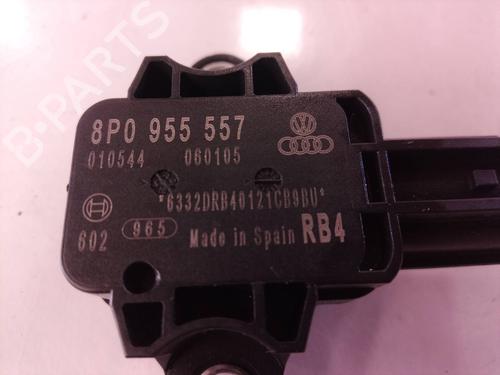 8P0 955 557
010544 060105
*6332DRB40121CB9BU*
602 965 Made in Spain RB4
B-PARTS